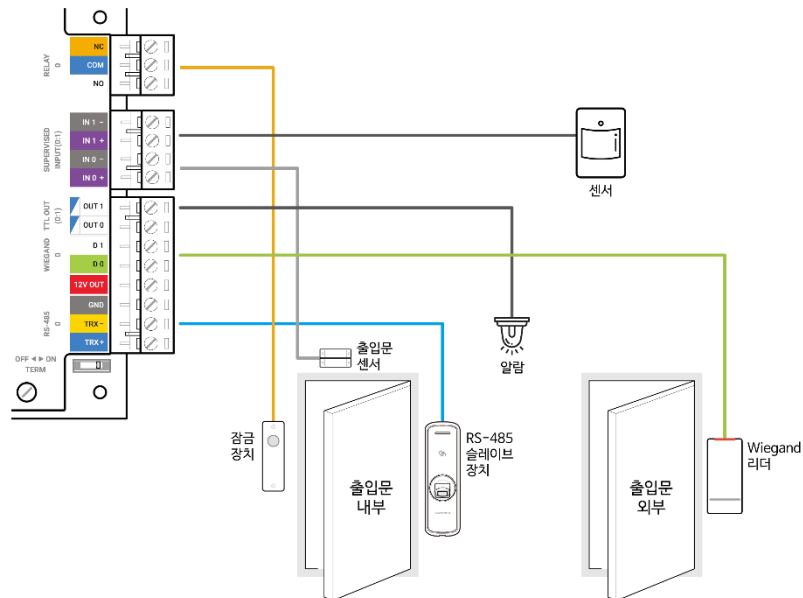 RELAY
0
NC
COM
NO
SUPERVISED
INPUT(0:1)
IN 1 -
IN 1 +
IN 0 -
IN 0 +
TTL OUT
(0:1)
OUT 1
OUT 0
WIEGAND
0
D 1
D 0
12V OUT
RS-485
0
GND
TRX-
TRX+
OFF ◄ ► ON
TERM
센서
알람
출입문
센서
잠금
장치
출입문
내부
RS-485
슬레이브
장치
출입문
외부
Wiegand
리더